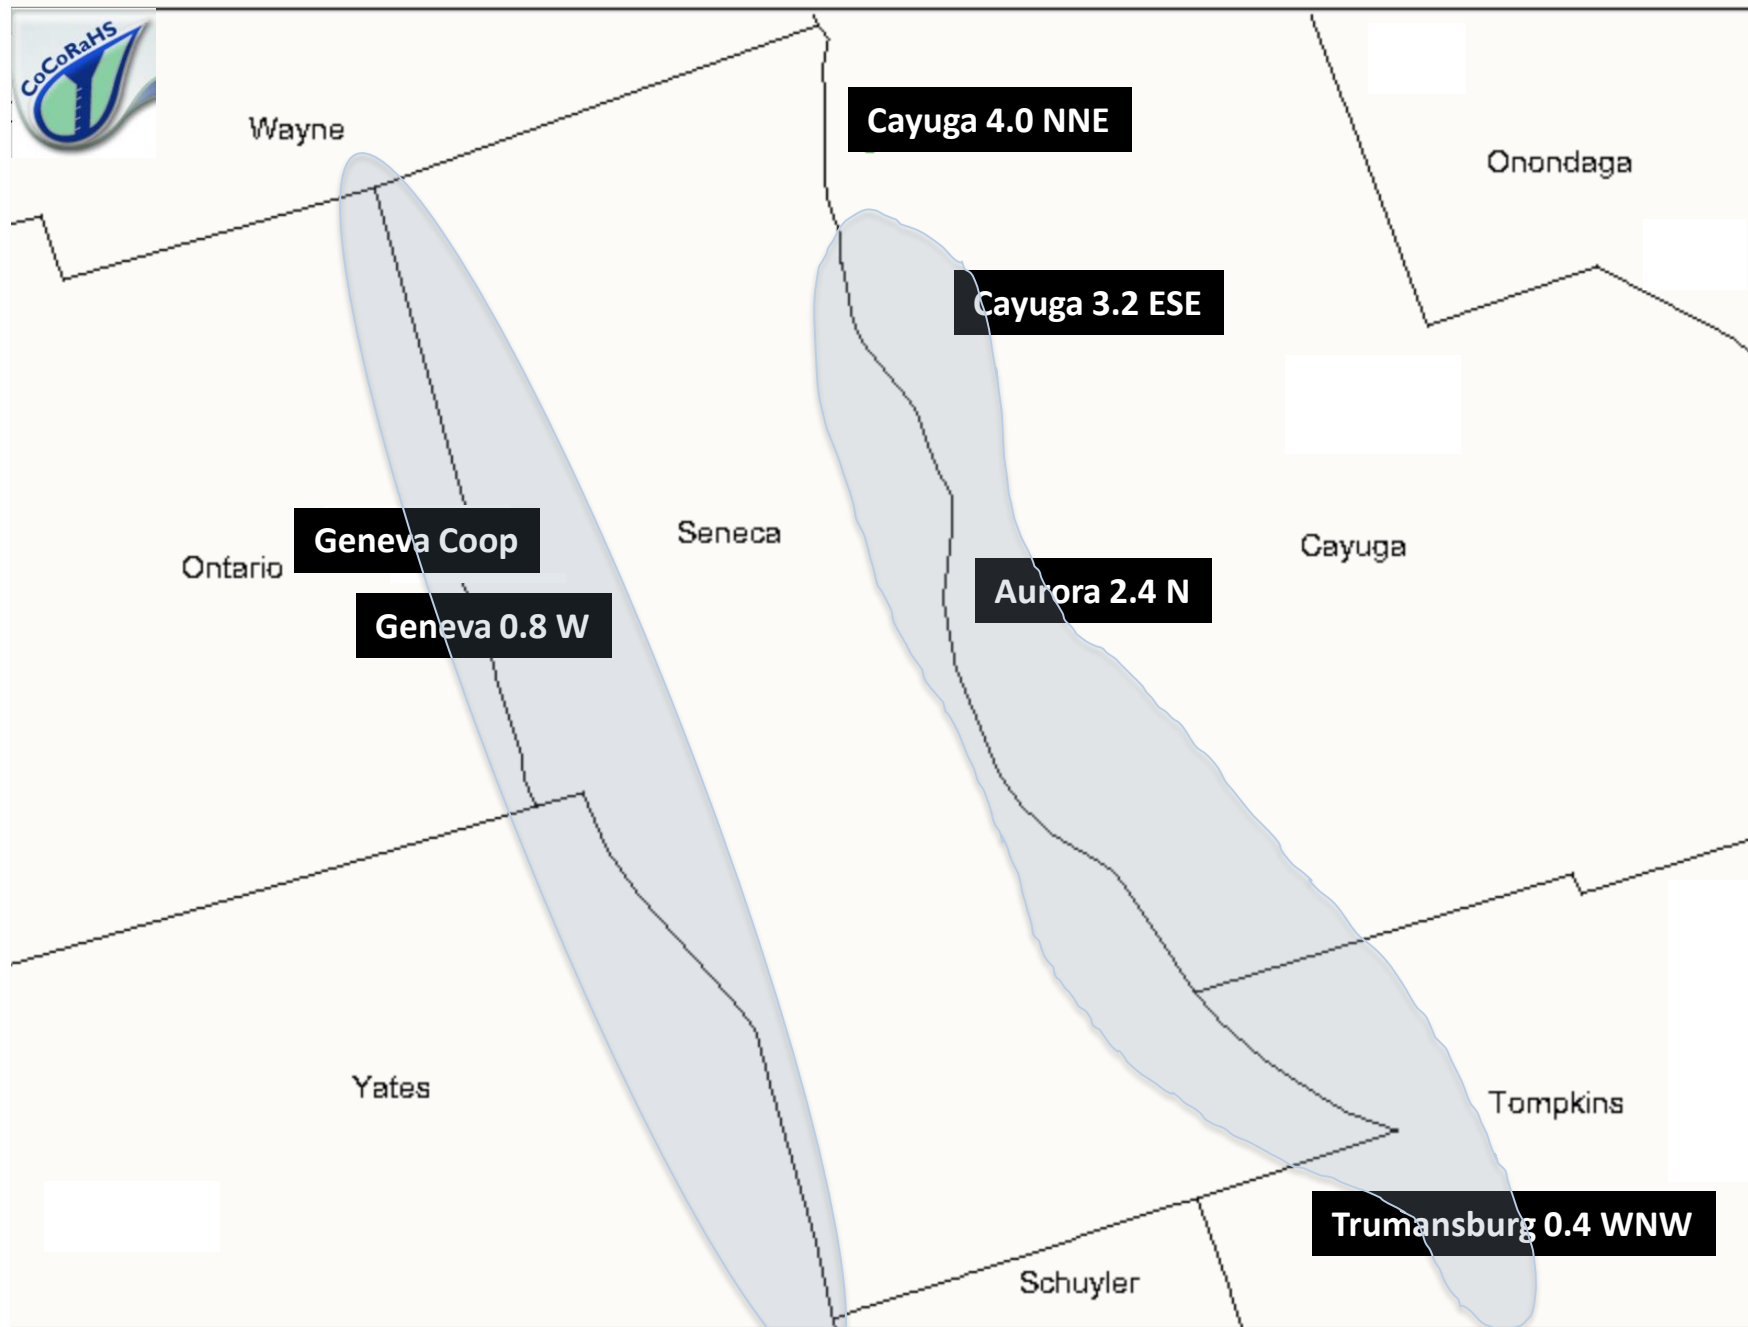 CoCoRaHS
Wayne
Cayuga 4.0 NNE
Onondaga
Cayuga 3.2 ESE
Geneva Coop
Seneca
Cayuga
Ontario
Aurora 2.4 N
Geneva 0.8 W
Yates
Tompkins
Trumansburg 0.4 WNW
Schuyler